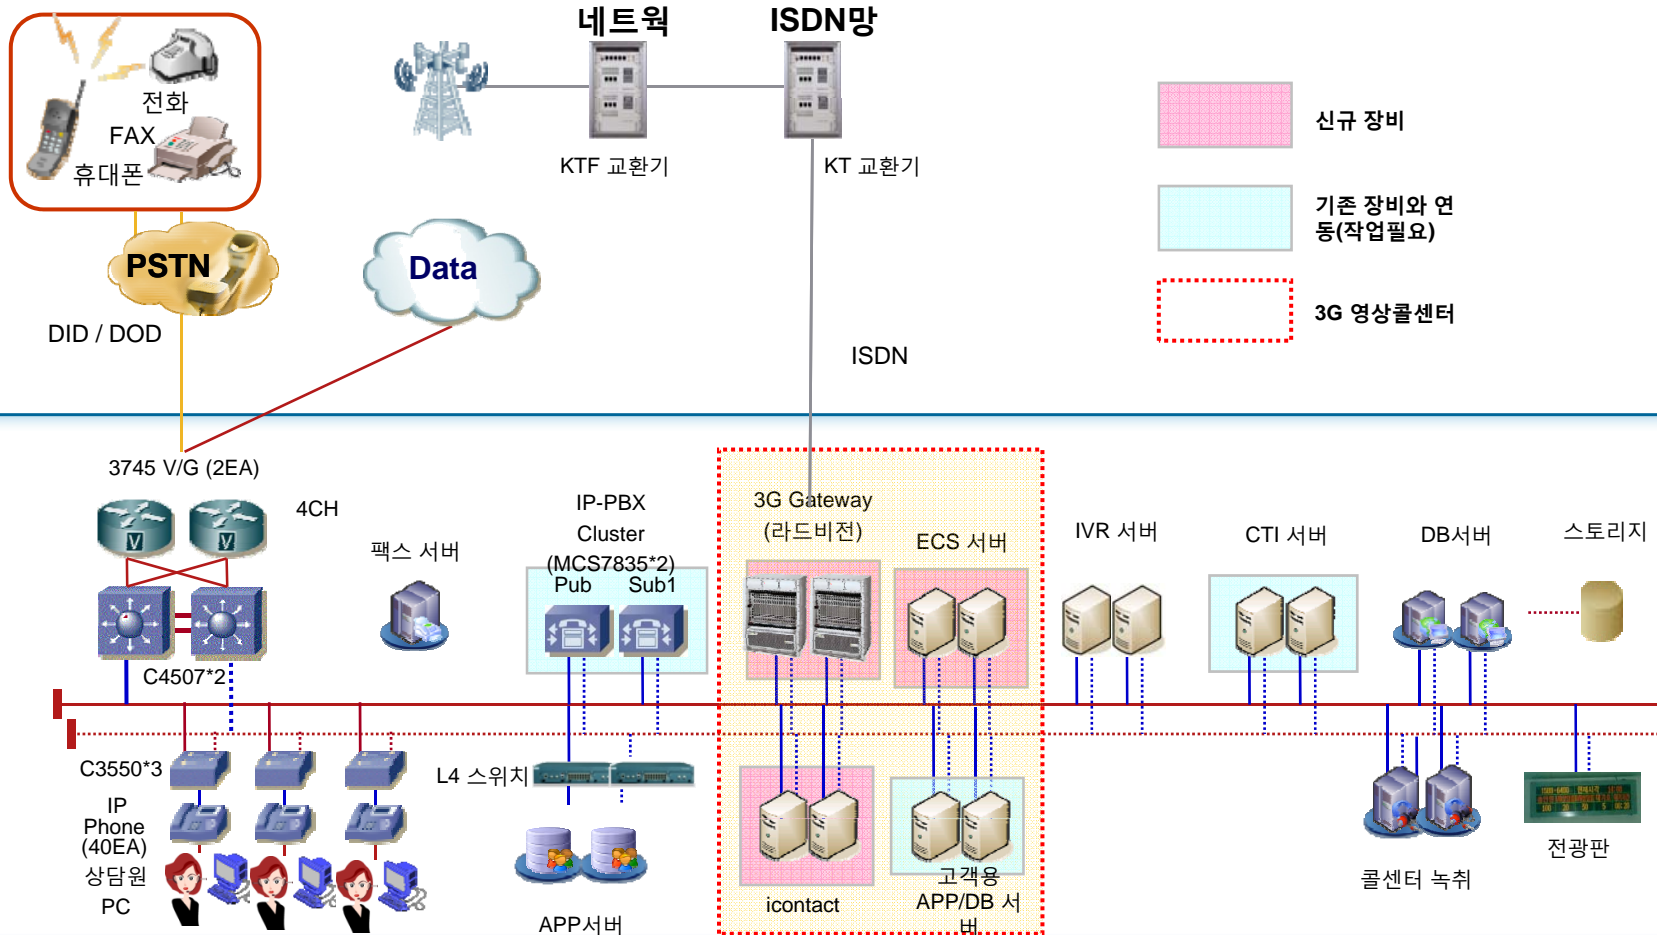 네트웍
ISDN망
전화
FAX
휴대폰
KTF 교환기
KT 교환기
신규 장비
기존 장비와 연
동(작업필요)
3G 영상콜센터
PSTN
Data
DID / DOD
ISDN
3745 V/G (2EA)
4CH
V
V
팩스 서버
IP-PBX
Cluster
(MCS7835*2)
Pub
Sub1
3G Gateway
(라드비전)
ECS 서버
IVR 서버
CTI 서버
DB서버
스토리지
C4507*2
C3550*3
IP
Phone
(40EA)
상담원
PC
L4 스위치
APP서버
icontact
고객용
APP/DB 서
버
콜센터 녹취
전광판